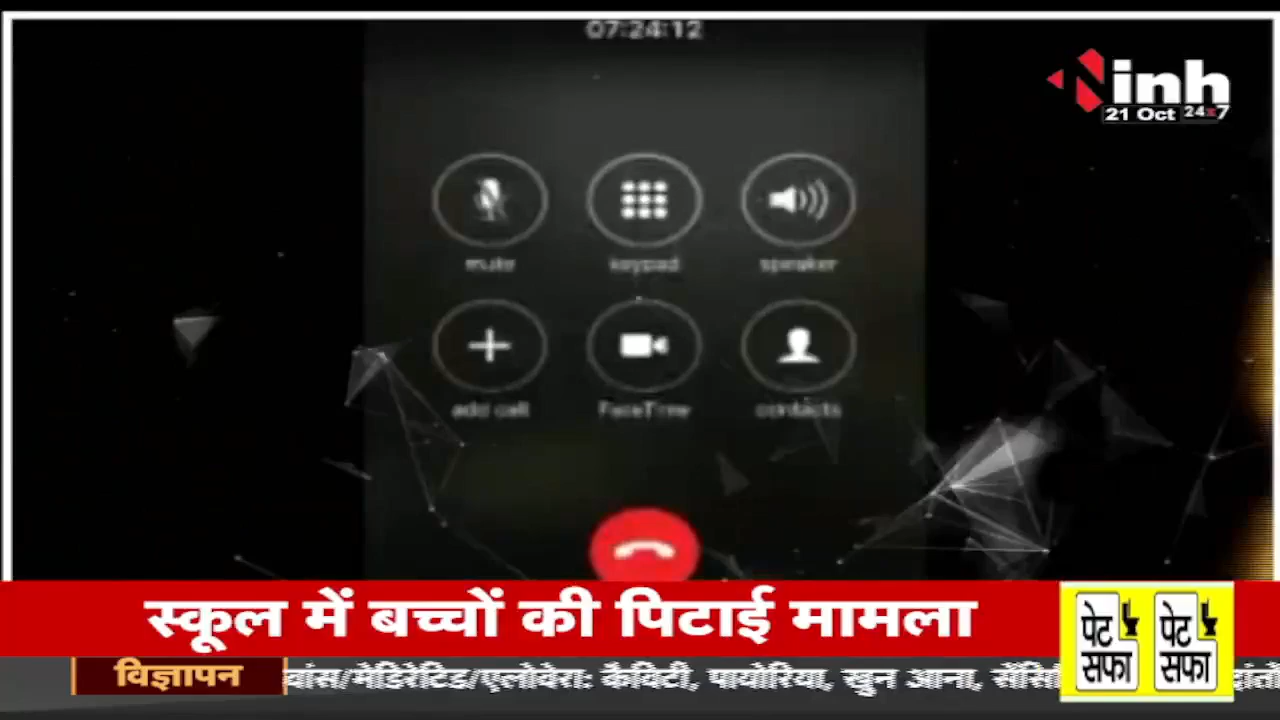 07:24:12
inh
21 Oct 24x7
mute keypad speaker
add call FaceTime contacts
स्कूल में बच्चों की पिटाई मामला
पेट सफा पेट सफा
विज्ञापन कैविटी, पायोरिया, खुन आना,